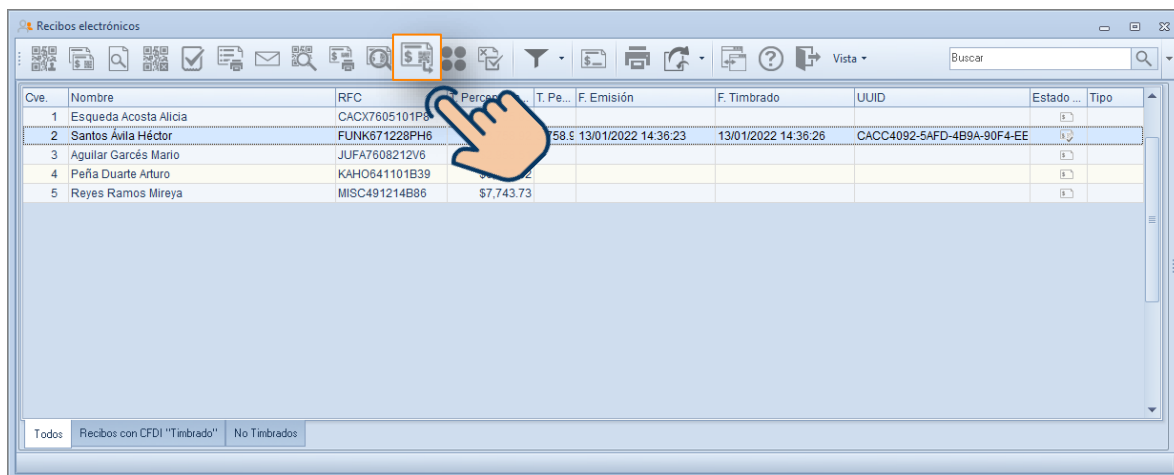 Recibos electrónicos
Vista
Buscar
Cve. Nombre RFC T. Pe... F. Emisión F. Timbrado UUID Estado ... Tipo
1 Esqueda Acosta Alicia CACX7605101P8
2 Santos Ávila Héctor FUNK671228PH6 13/01/2022 14:36:23 13/01/2022 14:36:26 CACC4092-5AFD-4B9A-90F4-EE
3 Aguilar Garcés Mario JUFA7608212V6
4 Peña Duarte Arturo KAHO641101B39
5 Reyes Ramos Mireya MISC491214B86 $7,743.73
Todos Recibos con CFDI "Timbrado" No Timbrados